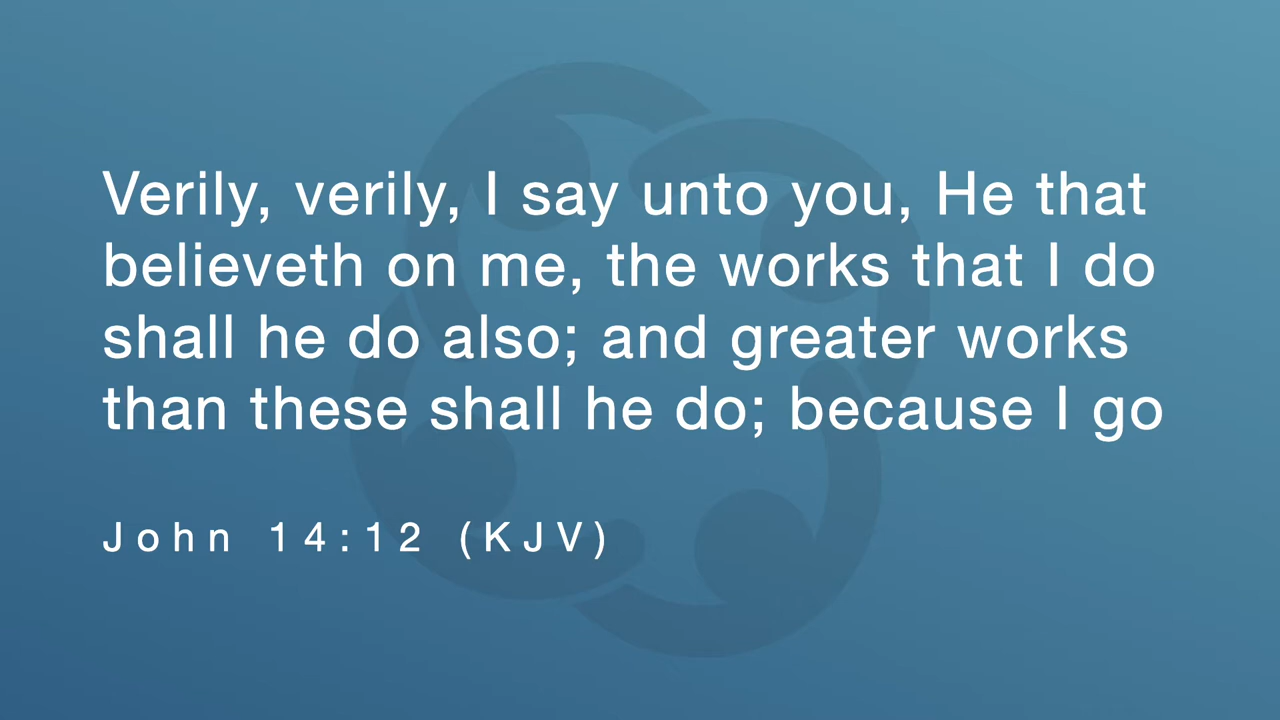 Verily, verily, I say unto you, He that
believeth on me, the works that I do
shall he do also; and greater works
than these shall he do; because I go
John 14:12 (KJV)